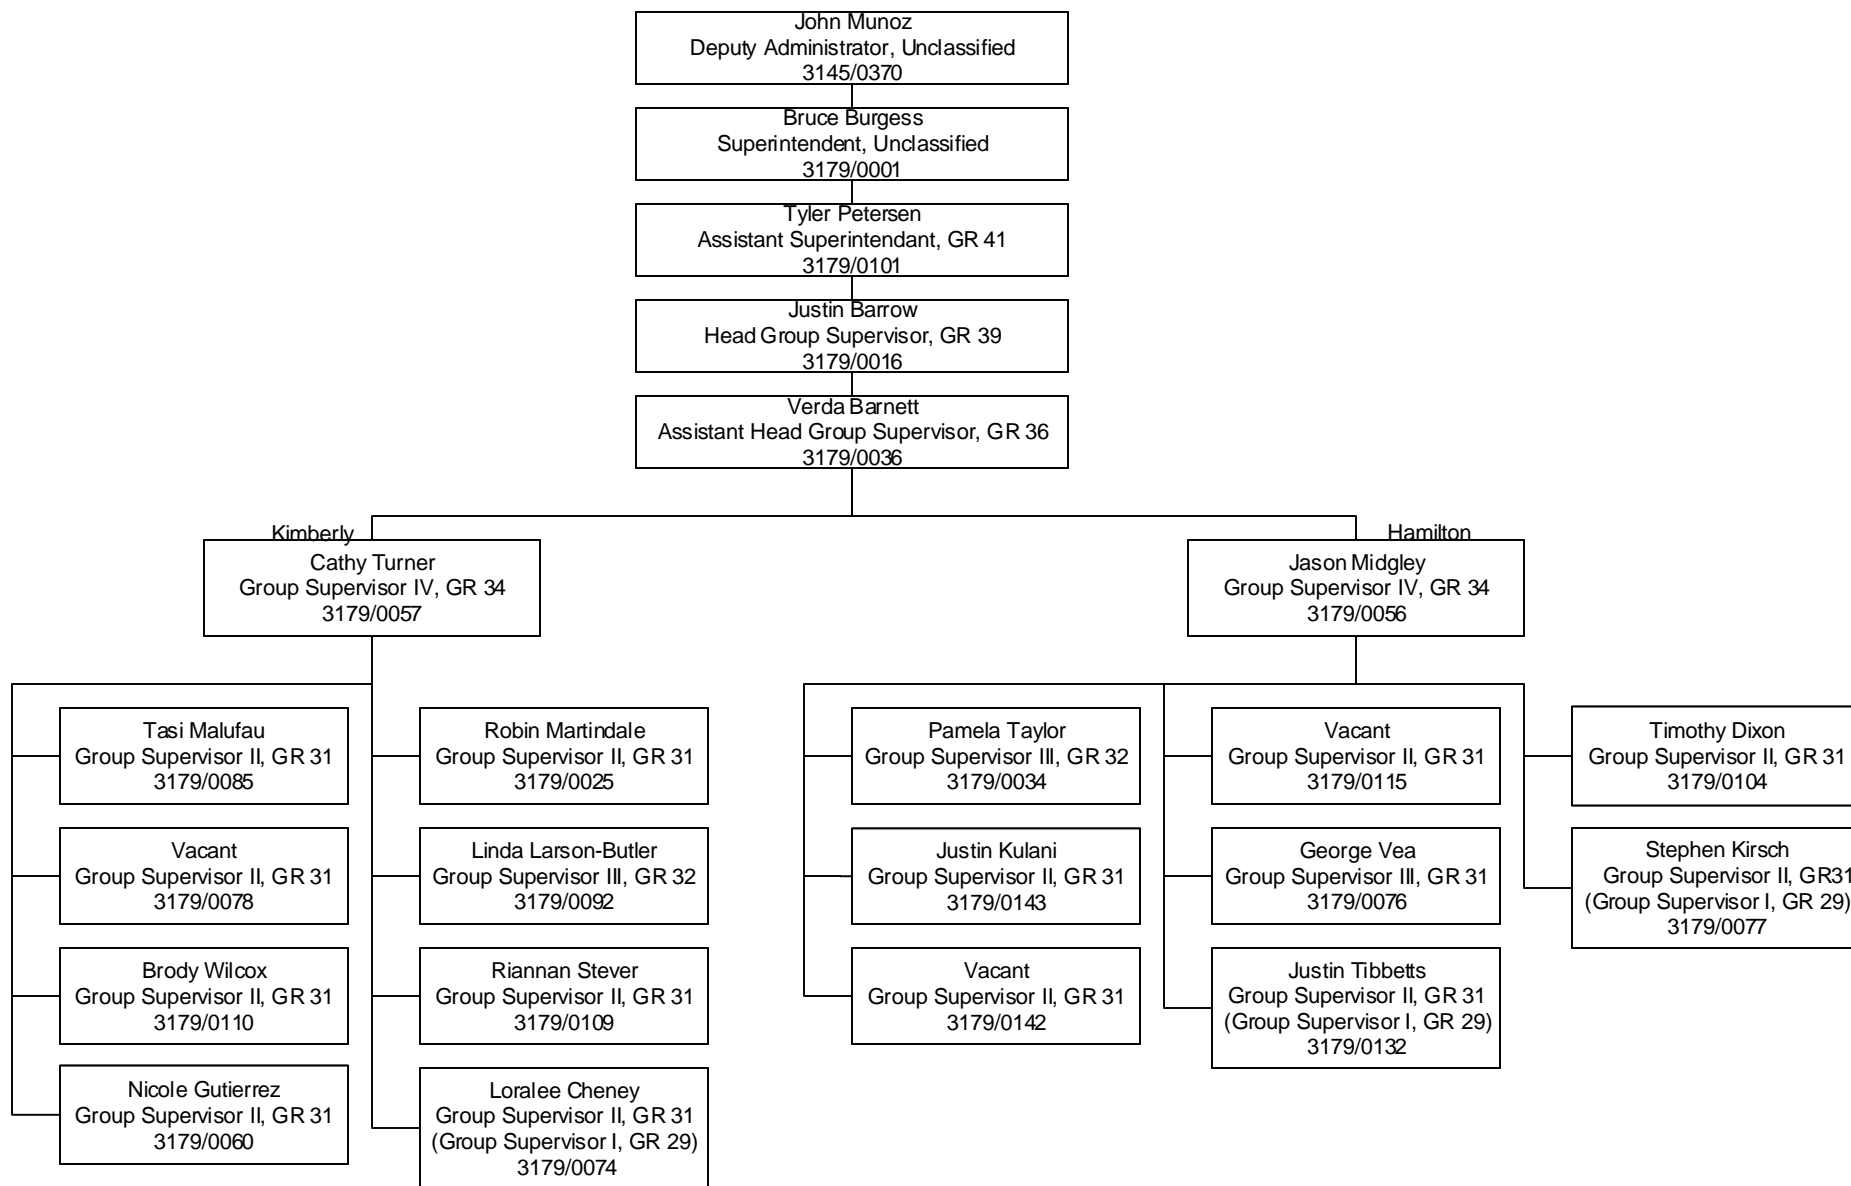 John Munoz
Deputy Administrator, Unclassified
3145/0370
Bruce Burgess
Superintendent, Unclassified
3179/0001
Tyler Petersen
Assistant Superintendant, GR 41
3179/0101
Justin Barrow
Head Group Supervisor, GR 39
3179/0016
Verda Barnett
Assistant Head Group Supervisor, GR 36
3179/0036
Kimberly
Cathy Turner
Group Supervisor IV, GR 34
3179/0057
Hamilton
Jason Midgley
Group Supervisor IV, GR 34
3179/0056
Tasi Malufau
Group Supervisor II, GR 31
3179/0085
Vacant
Group Supervisor II, GR 31
3179/0078
Brody Wilcox
Group Supervisor II, GR 31
3179/0110
Nicole Gutierrez
Group Supervisor II, GR 31
3179/0060
Robin Martindale
Group Supervisor II, GR 31
3179/0025
Linda Larson-Butler
Group Supervisor III, GR 32
3179/0092
Riannan Stever
Group Supervisor II, GR 31
3179/0109
Loralee Cheney
Group Supervisor II, GR 31
(Group Supervisor I, GR 29)
3179/0074
Pamela Taylor
Group Supervisor III, GR 32
3179/0034
Justin Kulani
Group Supervisor II, GR 31
3179/0143
Vacant
Group Supervisor II, GR 31
3179/0142
Vacant
Group Supervisor II, GR 31
3179/0115
George Vea
Group Supervisor III, GR 31
3179/0076
Justin Tibbetts
Group Supervisor II, GR 31
(Group Supervisor I, GR 29)
3179/0132
Timothy Dixon
Group Supervisor II, GR 31
3179/0104
Stephen Kirsch
Group Supervisor II, GR31
(Group Supervisor I, GR 29)
3179/0077